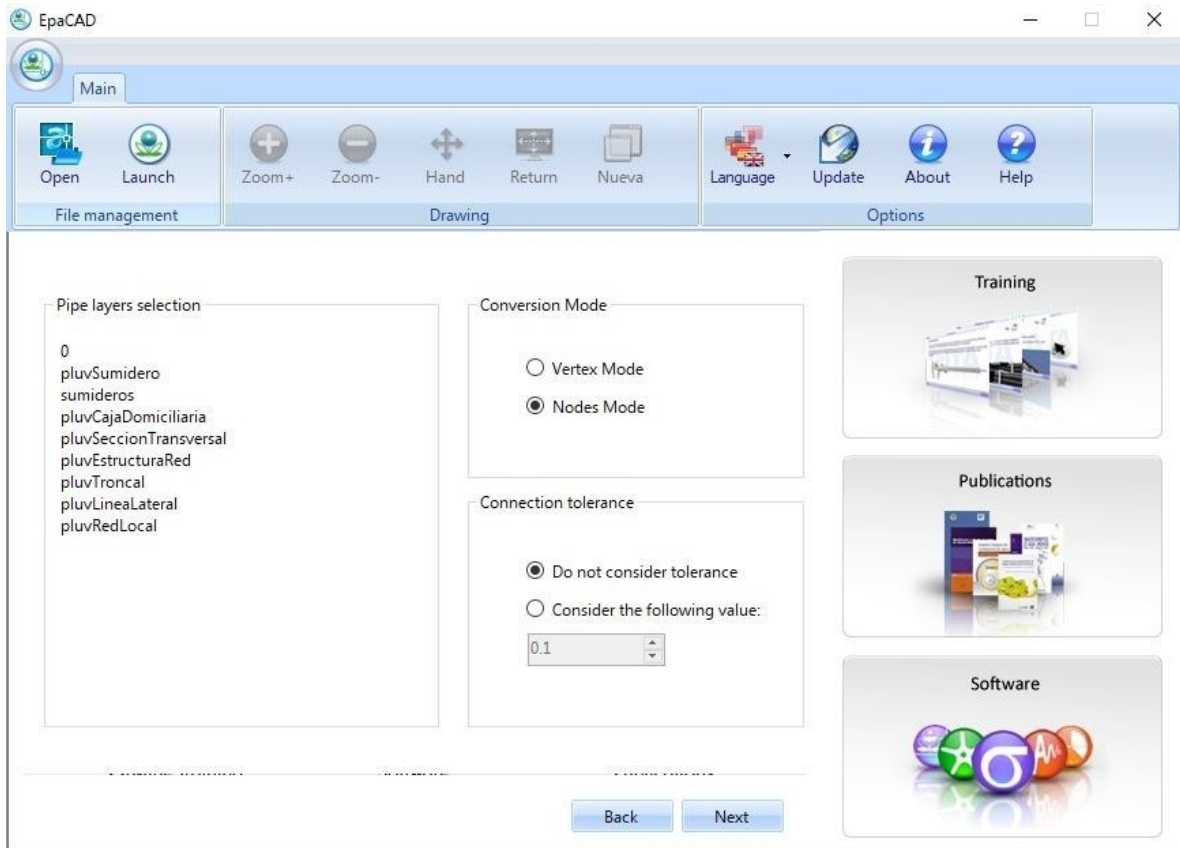 EpaCAD
Main
Open Launch Zoom+ Zoom- Hand Return Nueva Language Update About Help
File management Drawing Options
Pipe layers selection
0
pluvSumidero
sumideros
pluvCajaDomiciliaria
pluvSeccionTransversal
pluvEstructuraRed
pluvTroncal
pluvLineaLateral
pluvRedLocal
Conversion Mode
Vertex Mode
Nodes Mode
Connection tolerance
Do not consider tolerance
Consider the following value:
0.1
Training
Publications
Software
Back Next